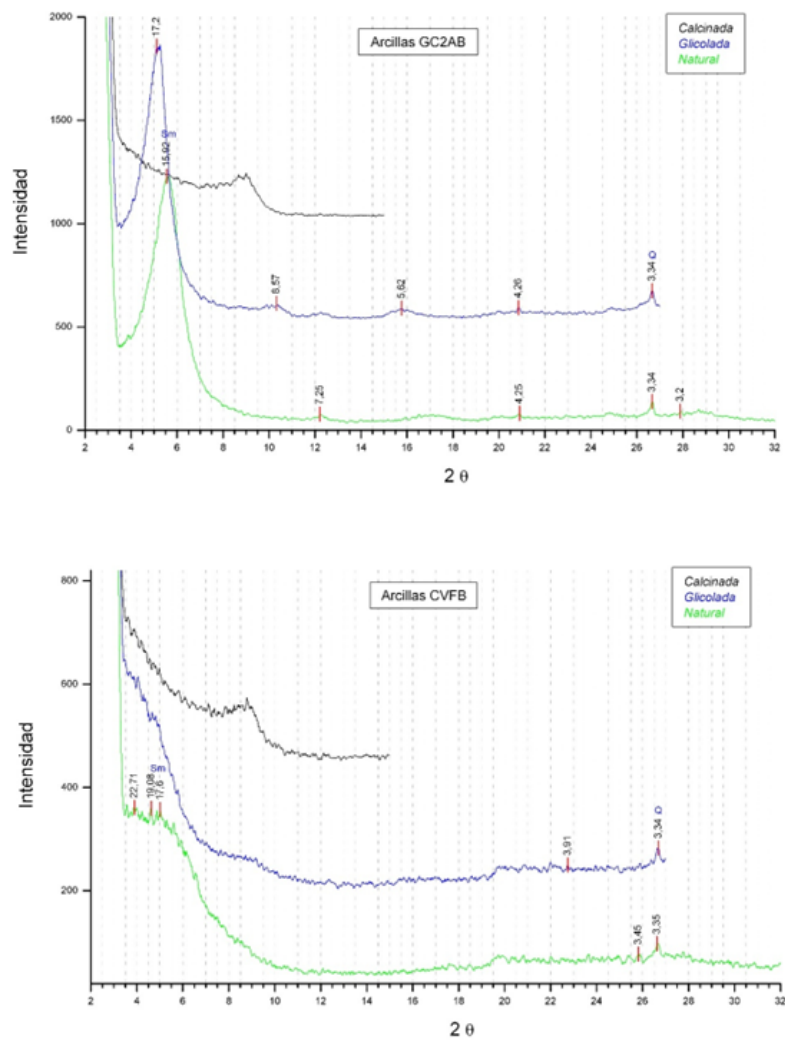 Arcillas GC2AB
Calcinada
Glicolada
Natural
Intensidad
2000
1500
1000
500
0
17,2
Sm
15,92
8,57
5,62
4,26
3,34 Q
7,25
4,25
3,34
3,2
2 4 6 8 10 12 14 16 18 20 22 24 26 28 30 32
2 θ
Arcillas CVFB
Calcinada
Glicolada
Natural
Intensidad
800
600
400
200
22,71
19,08
Sm
17,6
3,91
3,34 Q
3,45
3,35
2 4 6 8 10 12 14 16 18 20 22 24 26 28 30 32
2 θ